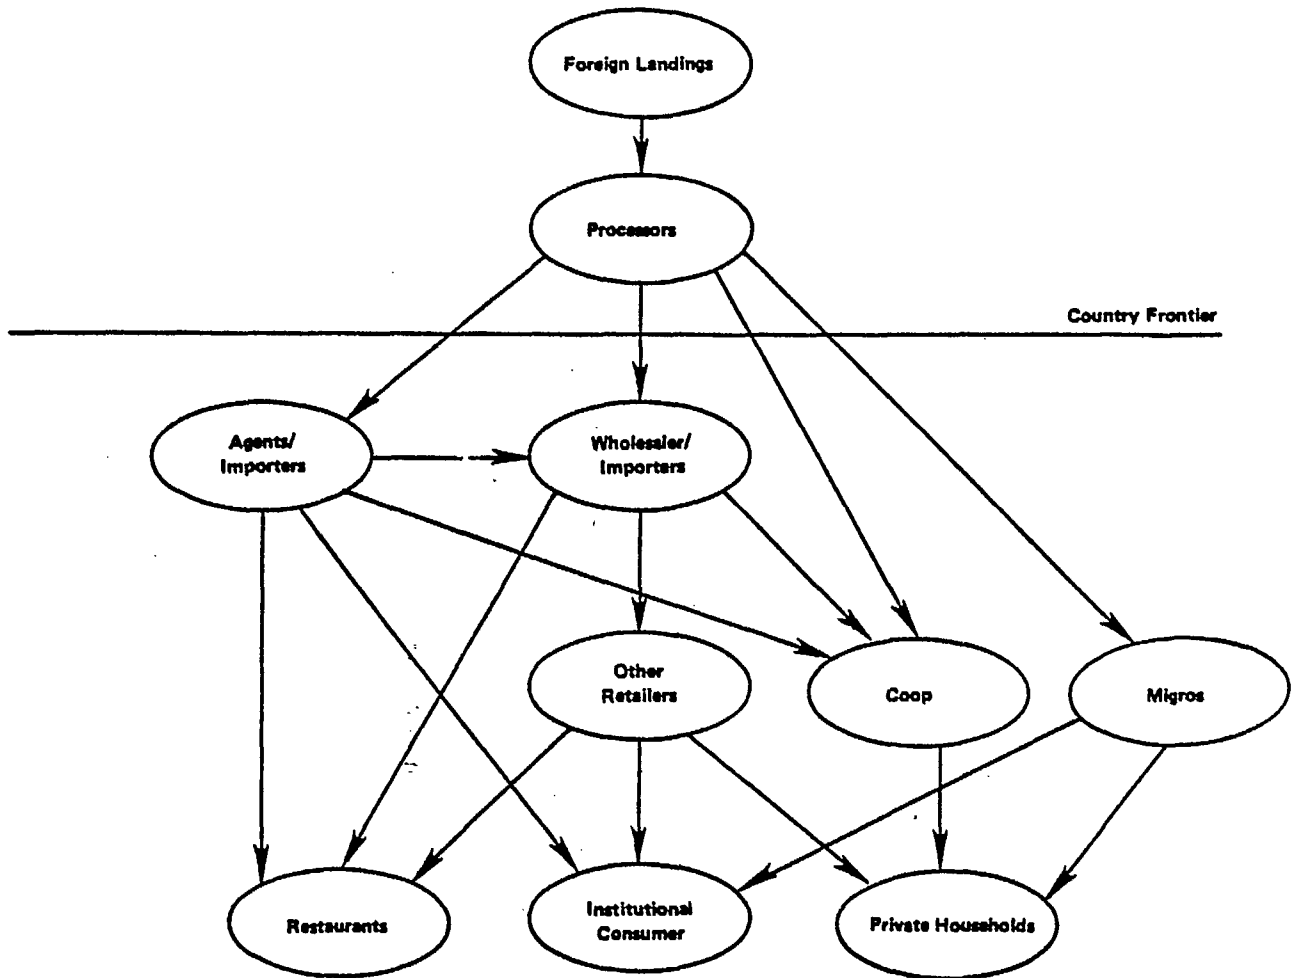 Foreign Landings
Processors
Country Frontier
Agents/
Importers
Wholesaler/
Importers
Other
Retailers
Coop
Migros
Restaurants
Institutional
Consumer
Private Households